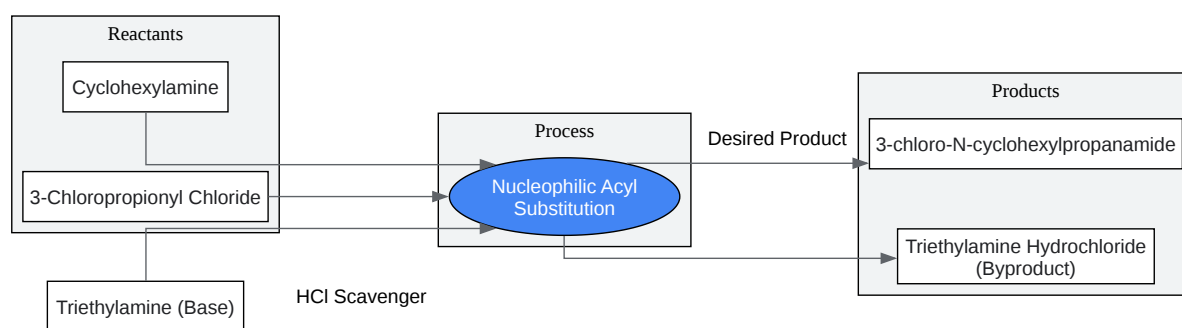 Reactants
Cyclohexylamine
3-Chloropropionyl Chloride
Triethylamine (Base)
HCl Scavenger
Process
Nucleophilic Acyl
Substitution
Desired Product
Products
3-chloro-N-cyclohexylpropanamide
Triethylamine Hydrochloride
(Byproduct)